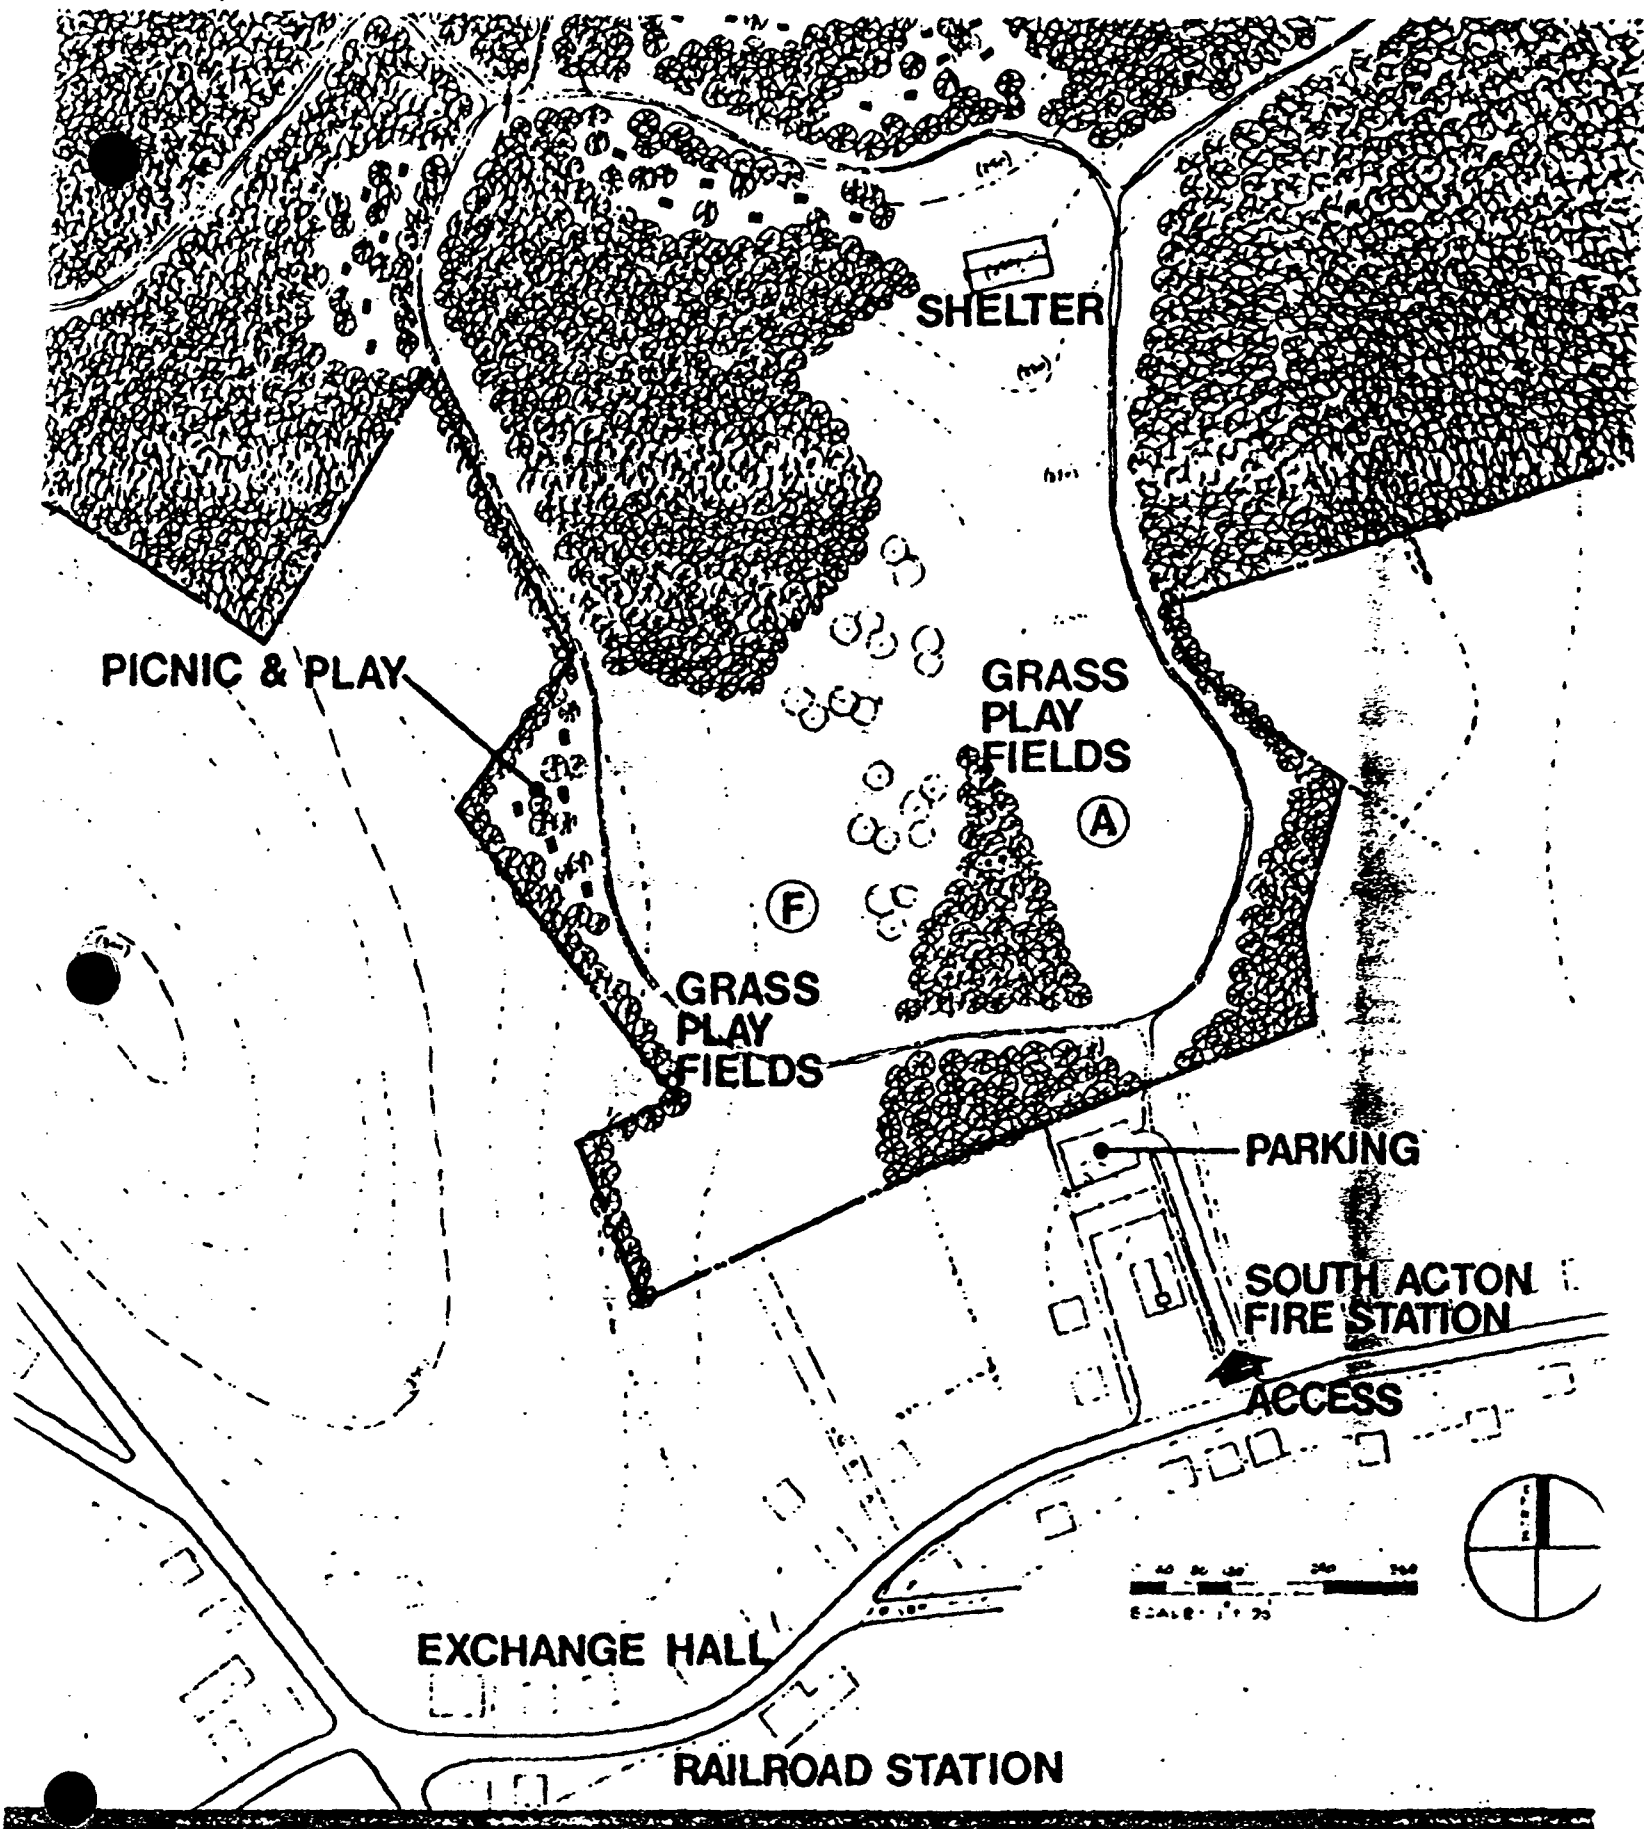 SHELTER
PICNIC & PLAY
GRASS
PLAY
FIELDS
A
F
GRASS
PLAY
FIELDS
PARKING
SOUTH ACTON
FIRE STATION
ACCESS
EXCHANGE HALL
RAILROAD STATION